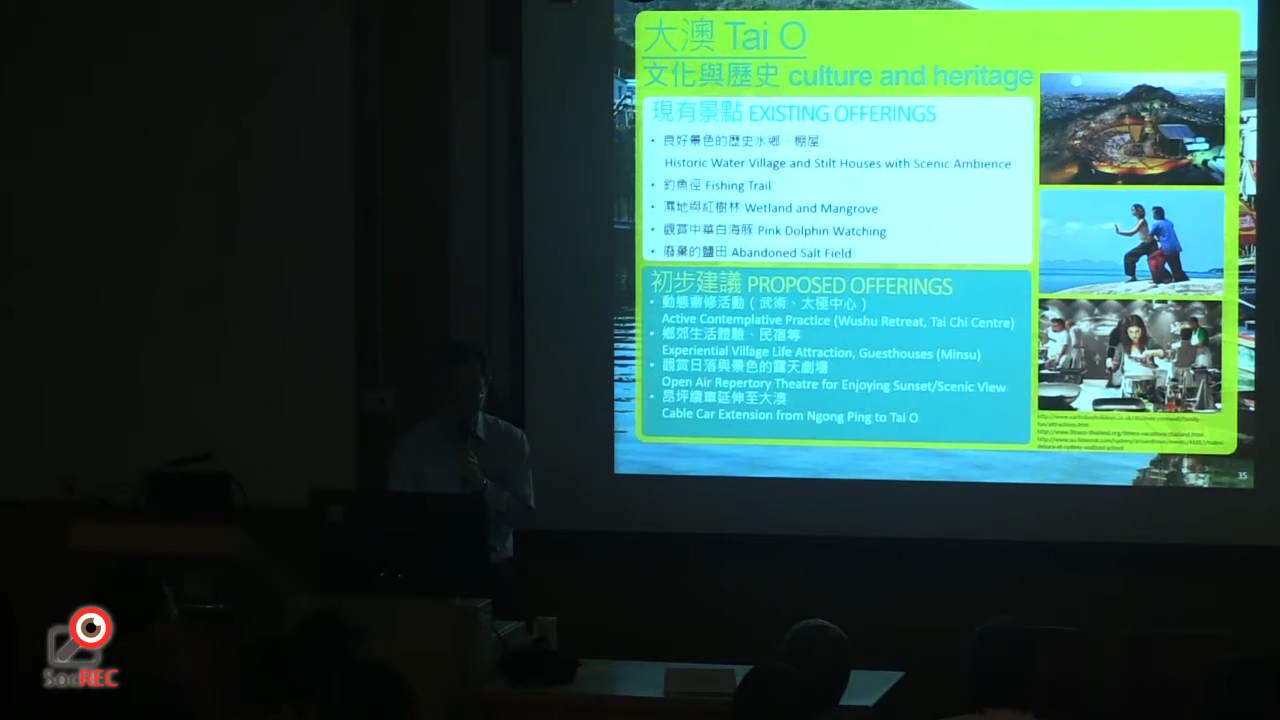 大澳 Tai O
文化與歷史 culture and heritage
現有景點 EXISTING OFFERINGS
• 良好景色的歷史水鄉、棚屋
Historic Water Village and Stilt Houses with Scenic Ambience
• 釣魚徑 Fishing Trail
• 濕地與紅樹林 Wetland and Mangrove
• 觀賞中華白海豚 Pink Dolphin Watching
• 廢棄的鹽田 Abandoned Salt Field
初步建議 PROPOSED OFFERINGS
• 動態靈修活動（武術、太極中心）
Active Contemplative Practice (Wushu Retreat, Tai Chi Centre)
• 鄉郊生活體驗、民宿等
Experiential Village Life Attraction, Guesthouses (Minsu)
• 觀賞日落與景色的露天劇場
Open Air Repertory Theatre for Enjoying Sunset/Scenic View
• 昂坪纜車延伸至大澳
Cable Car Extension from Ngong Ping to Tai O
35
SocREC